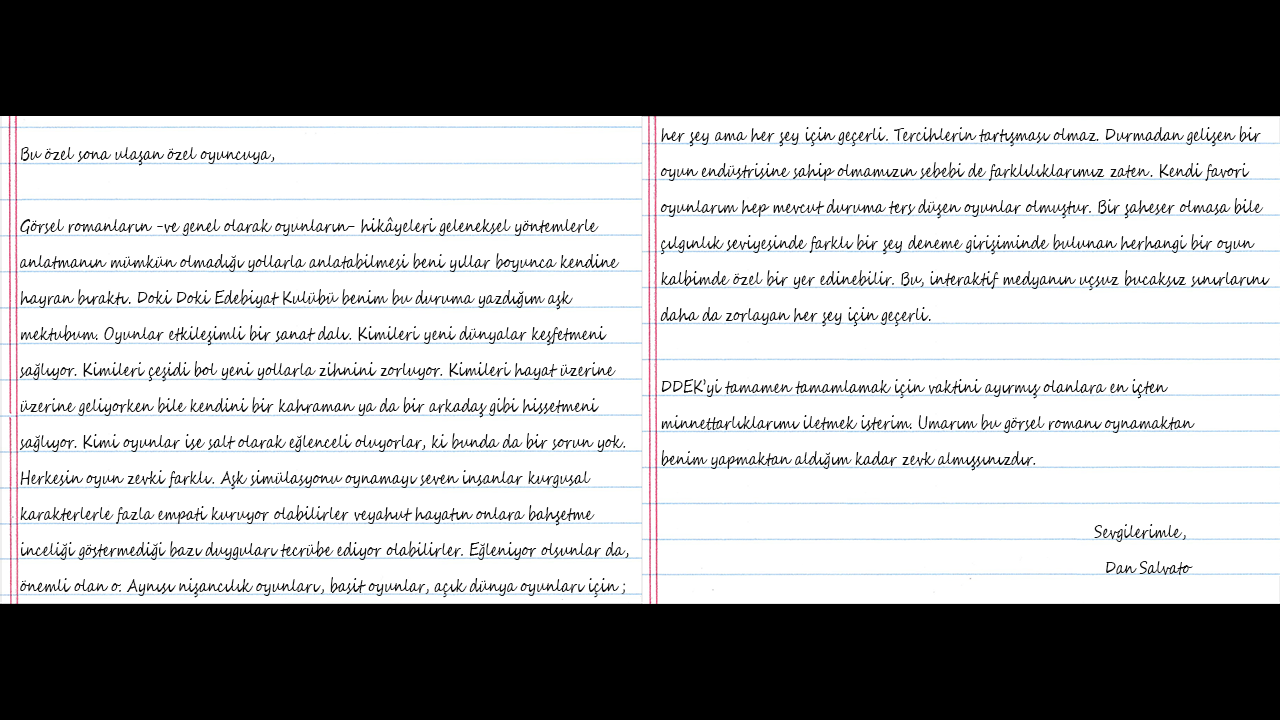 Bu özel sona ulaşan özel oyuncuya,
Görsel romanların -ve genel olarak oyunların- hikâyeleri geleneksel yöntemlerle
anlatmanın mümkün olmadığı yollarla anlatabilmesi beni yıllar boyunca kendine
hayran bıraktı. Doki Doki Edebiyat Kulübü benim bu duruma yazdığım aşk
mektubum. Oyunlar etkileşimli bir sanat dalı. Kimileri yeni dünyalar keşfetmeni
sağlıyor. Kimileri çeşidi bol yeni yollarla zihnini zorluyor. Kimileri hayat üzerine
üzerine geliyorken bile kendini bir kahraman ya da bir arkadaş gibi hissetmeni
sağlıyor. Kimi oyunlar ise salt olarak eğlenceli oluyorlar, ki bunda da bir sorun yok.
Herkesin oyun zevki farklı. Aşk simülasyonu oynamayı seven insanlar kurgusal
karakterlerle fazla empati kuruyor olabilirler veyahut hayatın onlara bahşetme
inceliği göstermediği bazı duyguları tecrübe ediyor olabilirler. Eğleniyor olsunlar da,
önemli olan o. Aynısı nişancılık oyunları, basit oyunlar, açık dünya oyunları için ;
her şey ama her şey için geçerli. Tercihlerin tartışması olmaz. Durmadan gelişen bir
oyun endüstrisine sahip olmamızın sebebi de farklılıklarımız zaten. Kendi favori
oyunlarım hep mevcut duruma ters düşen oyunlar olmuştur. Bir şaheser olmasa bile
çılgınlık seviyesinde farklı bir şey deneme girişiminde bulunan herhangi bir oyun
kalbimde özel bir yer edinebilir. Bu, interaktif medyanın uçsuz bucaksız sınırlarını
daha da zorlayan her şey için geçerli.
DDEK'yi tamamen tamamlamak için vaktini ayırmış olanlara en içten
minnettarlıklarımı iletmek isterim. Umarım bu görsel romanı oynamaktan
benim yapmaktan aldığım kadar zevk almışsınızdır.
Sevgilerimle,
Dan Salvato